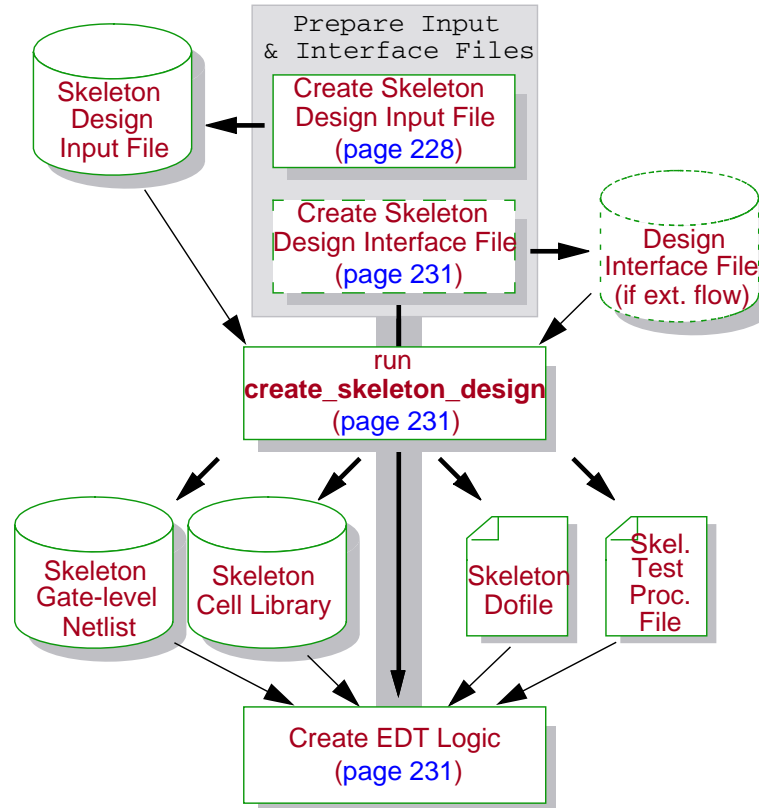 Prepare Input
& Interface Files
Skeleton
Design
Input File
Create Skeleton
Design Input File
(page 228)
Create Skeleton
Design Interface File
(page 231)
Design
Interface File
(if ext. flow)
run
create_skeleton_design
(page 231)
Skeleton
Gate-level
Netlist
Skeleton
Cell Library
Skeleton
Dofile
Skel.
Test
Proc.
File
Create EDT Logic
(page 231)